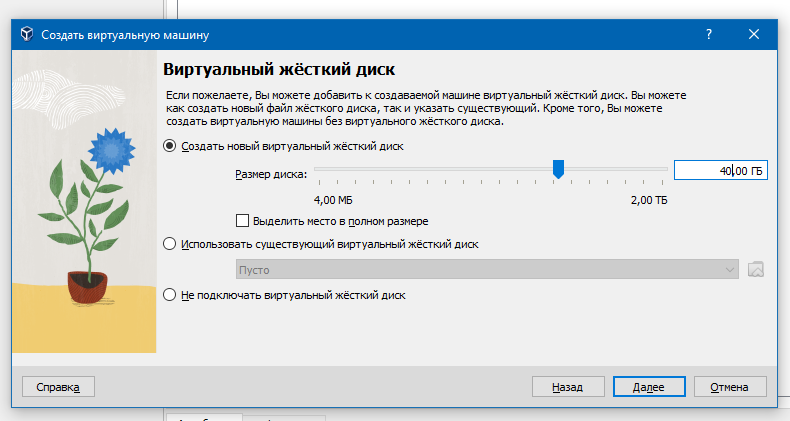 Создать виртуальную машину
?
Виртуальный жёсткий диск
Если пожелаете, Вы можете добавить к создаваемой машине виртуальный жёсткий диск. Вы можете
как создать новый файл жёсткого диска, так и указать существующий. Кроме того, Вы можете
создать виртуальную машины без виртуального жёсткого диска.
Создать новый виртуальный жёсткий диск
Размер диска:
40,00 ГБ
4,00 МБ
2,00 ТБ
Выделить место в полном размере
Использовать существующий виртуальный жёсткий диск
Пусто
Не подключать виртуальный жёсткий диск
Справка
Назад
Далее
Отмена